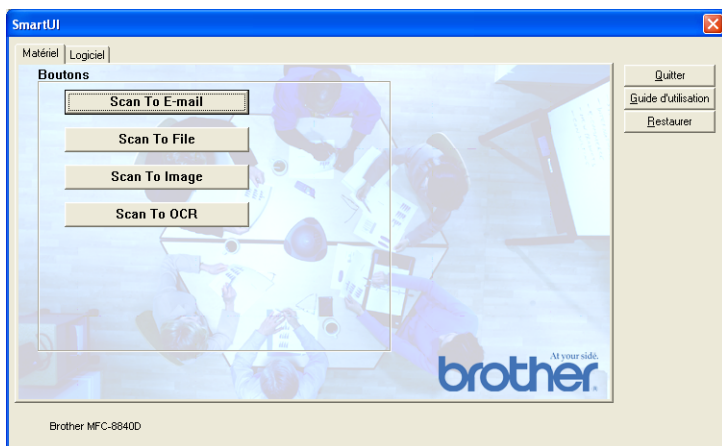 SmartUI
Matériel
Logiciel
Boutons
Scan To E-mail
Scan To File
Scan To Image
Scan To OCR
Quitter
Guide d'utilisation
Restaurer
At your side.
brother
Brother MFC-8840D